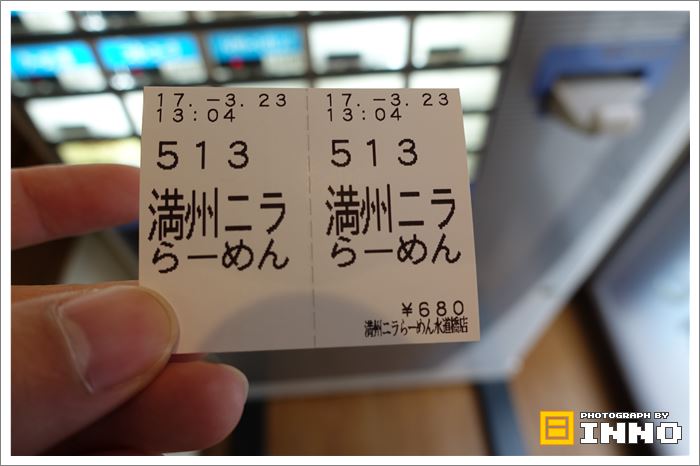 17.-3.23
13:04
513
満州ニラ
らーめん
17.-3.23
13:04
513
満州ニラ
らーめん
¥680
満州ニラらーめん水道橋店
PHOTOGRAPH BY
INNO